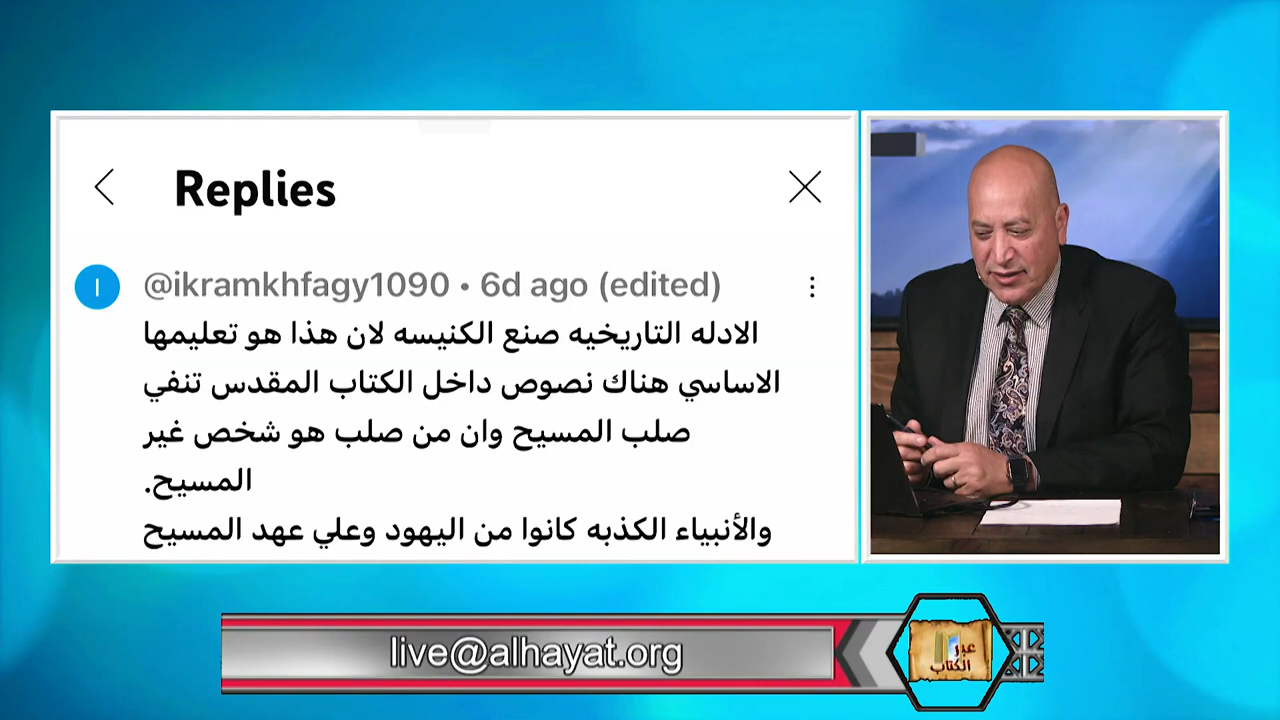 Replies
@ikramkhfagy1090 • 6d ago (edited)
الادله التاريخيه صنع الكنيسه لان هذا هو تعليمها
الاساسي هناك نصوص داخل الكتاب المقدس تنفي
صلب المسيح وان من صلب هو شخص غير
المسيح.
والأنبياء الكذبه كانوا من اليهود وعلي عهد المسيح
live@alhayat.org
عبر
الكتاب